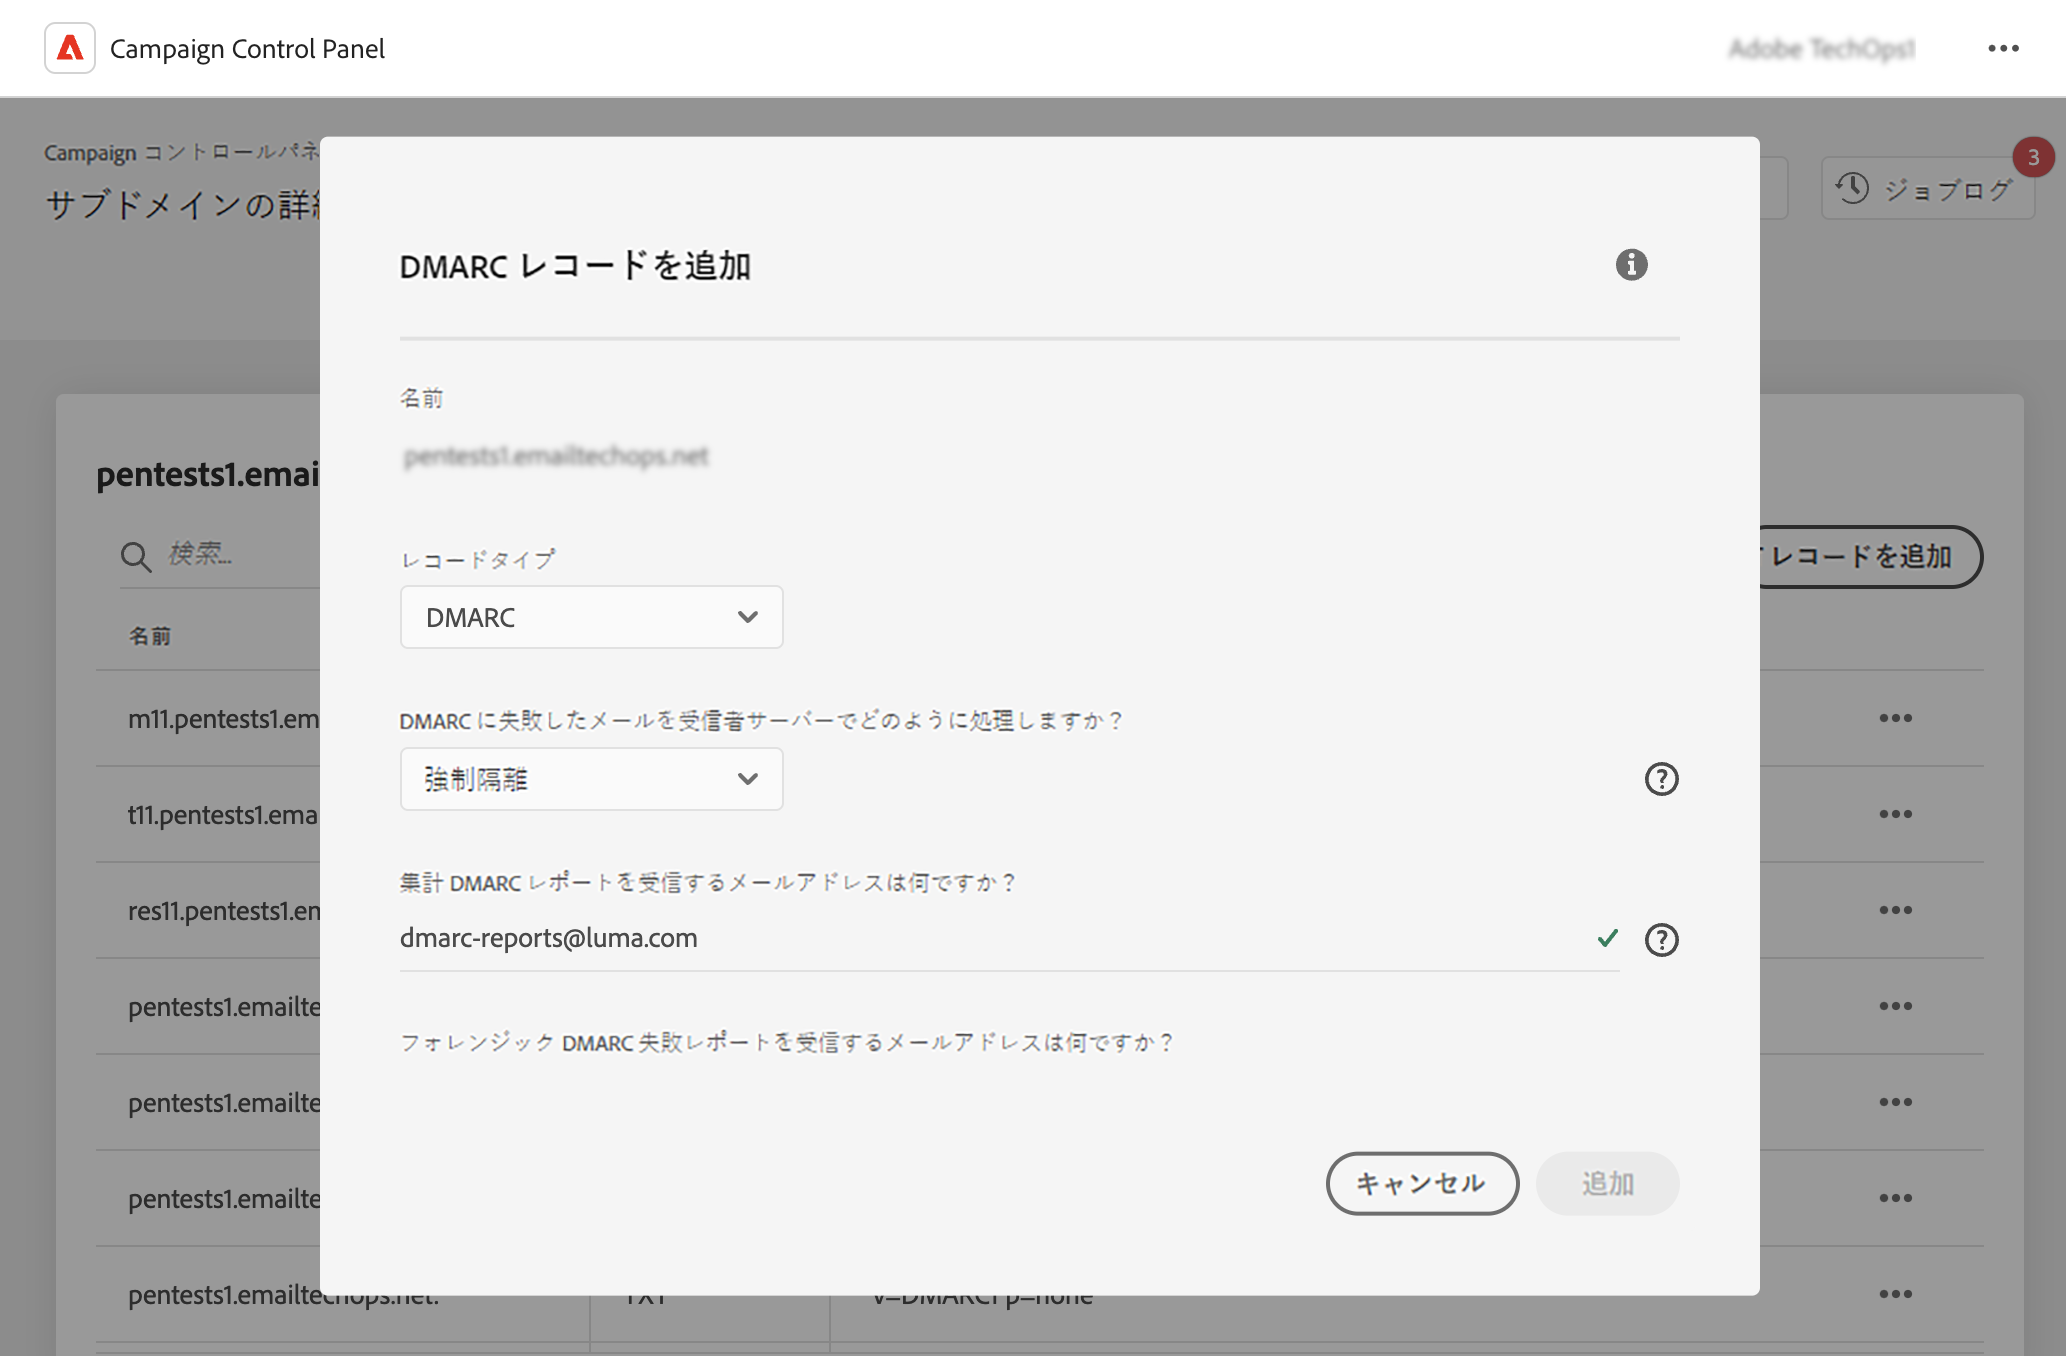 Campaign Control Panel
Adobe TechOps1
Campaign コントロールパネ
サブドメインの詳細
ジョブログ
3
DMARC レコードを追加
名前
pentests1.emailtechops.net
レコードタイプ
DMARC
DMARC に失敗したメールを受信者サーバーでどのように処理しますか？
強制隔離
集計 DMARC レポートを受信するメールアドレスは何ですか？
dmarc-reports@luma.com
フォレンジック DMARC 失敗レポートを受信するメールアドレスは何ですか？
キャンセル
追加
pentests1.emai
検索...
レコードを追加
名前
m11.pentests1.em
t11.pentests1.ema
res11.pentests1.en
pentests1.emailte
pentests1.emailte
pentests1.emailte
pentests1.emailtechops.net.
TXT
v=DMARC1 p=none